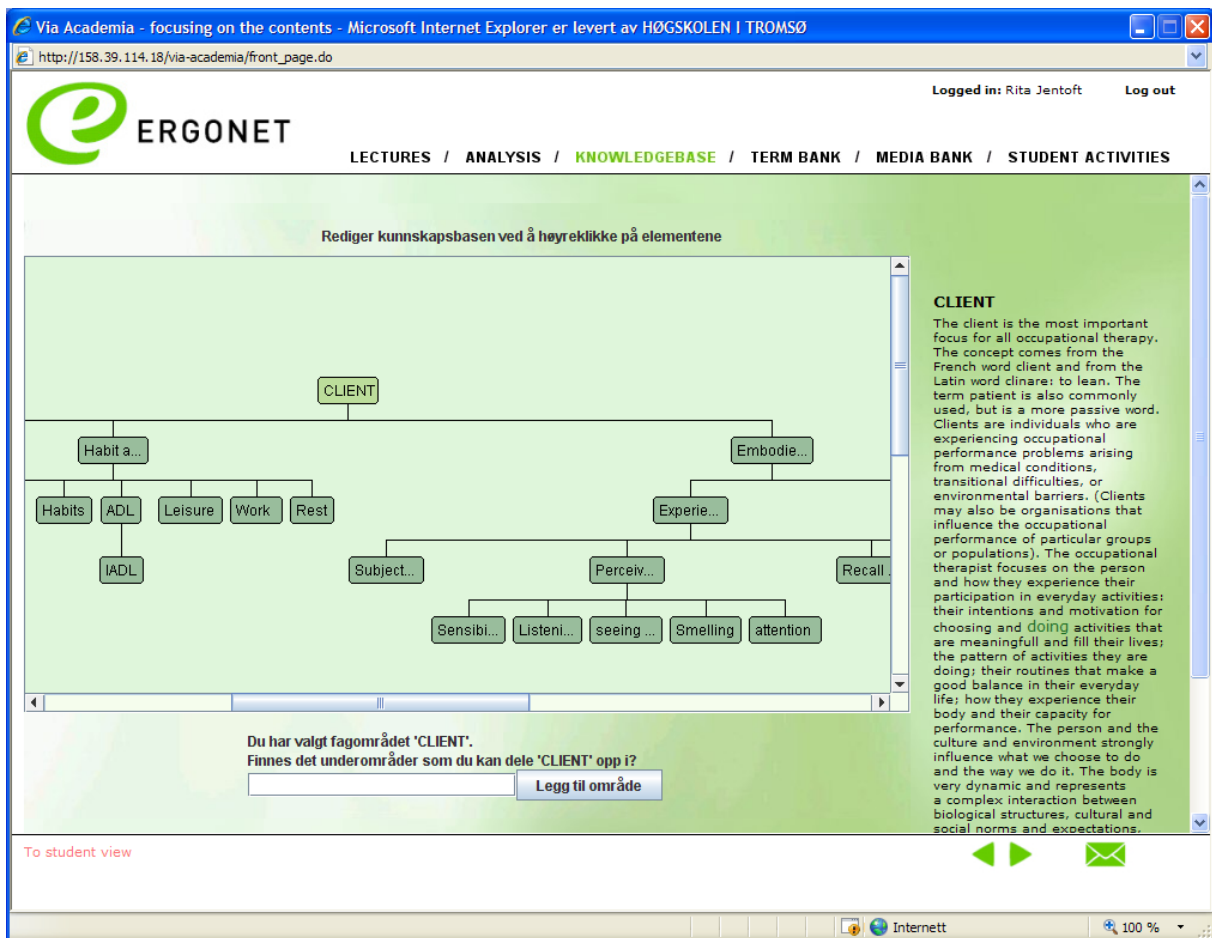 Via Academia - focusing on the contents - Microsoft Internet Explorer er levert av HØGSKOLEN I TROMSØ
http://158.39.114.18/via-academia/front_page.do
Logged in: Rita Jentoft Log out
e ERGONET
LECTURES / ANALYSIS / KNOWLEDGEBASE / TERM BANK / MEDIA BANK / STUDENT ACTIVITIES
Rediger kunnskapsbasen ved å høyreklikke på elementene
CLIENT
Habit a... Embodie...
Habits ADL Leisure Work Rest Experie...
IADL Subject... Perceiv... Recall
Sensibi... Listeni... seeing ... Smelling attention
Du har valgt fagområdet 'CLIENT'.
Finnes det underområder som du kan dele 'CLIENT' opp i?
Legg til område
CLIENT
The client is the most important
focus for all occupational therapy.
The concept comes from the
French word client and from the
Latin word clinare: to lean. The
term patient is also commonly
used, but is a more passive word.
Clients are individuals who are
experiencing occupational
performance problems arising
from medical conditions,
transitional difficulties, or
environmental barriers. (Clients
may also be organisations that
influence the occupational
performance of particular groups
or populations). The occupational
therapist focuses on the person
and how they experience their
participation in everyday activities:
their intentions and motivation for
choosing and doing activities that
are meaningfull and fill their lives;
the pattern of activities they are
doing; their routines that make a
good balance in their everyday
life; how they experience their
body and their capacity for
performance. The person and the
culture and environment strongly
influence what we choose to do
and the way we do it. The body is
very dynamic and represents
a complex interaction between
biological structures, cultural and
social norms and expectations.
To student view
Internett 100 %